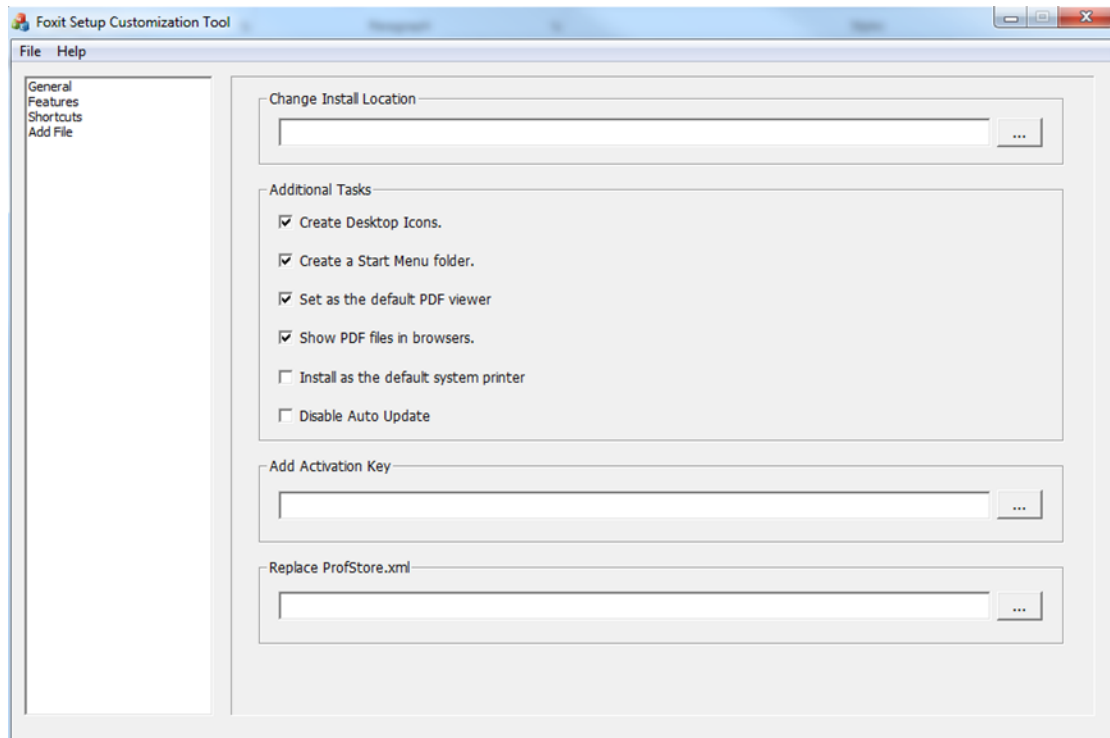 Foxit Setup Customization Tool
File Help
General
Features
Shortcuts
Add File
Change Install Location
...
Additional Tasks
Create Desktop Icons.
Create a Start Menu folder.
Set as the default PDF viewer
Show PDF files in browsers.
Install as the default system printer
Disable Auto Update
Add Activation Key
...
Replace ProfStore.xml
...